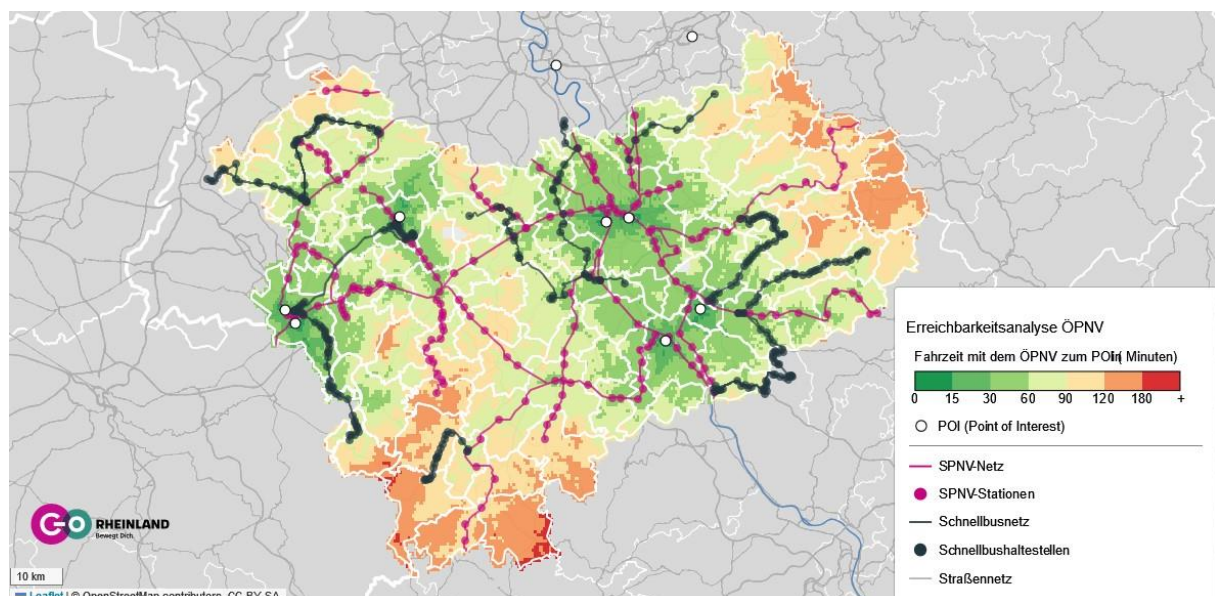 Erreichbarkeitsanalyse ÖPNV
Fahrzeit mit dem ÖPNV zum POIn( Minuten)
0 15 30 60 90 120 180 +
POI (Point of Interest)
SPNV-Netz
SPNV-Stationen
Schnellbusnetz
Schnellbushaltestellen
Straßennetz
GO RHEINLAND
Bewegt Dich.
10 km
Leaflet | © OpenStreetMap contributors, CC-BY-SA